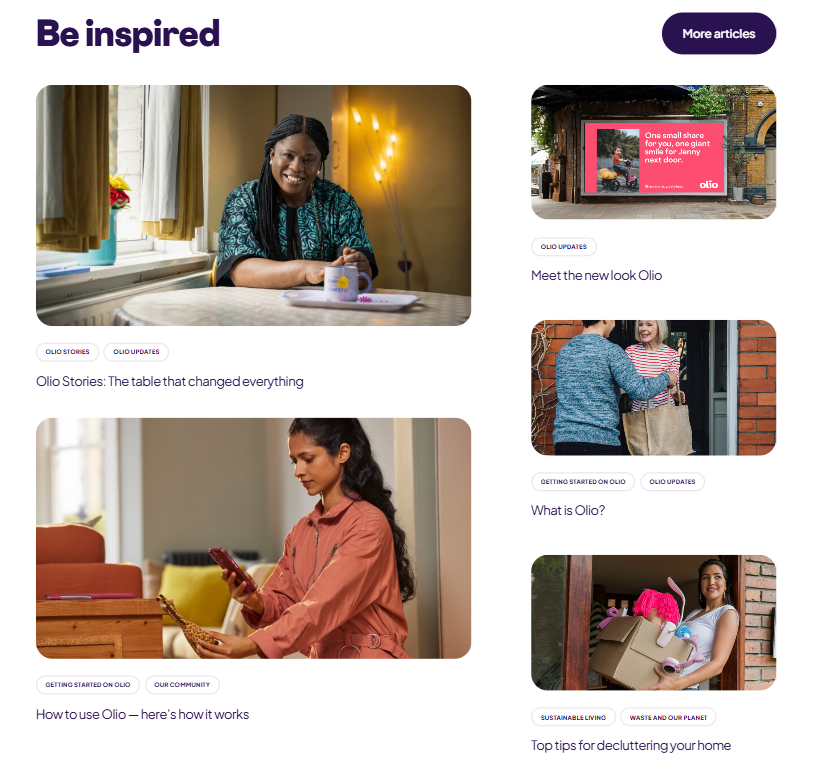 Be inspired
More articles
OLIO STORIES
OLIO UPDATES
Olio Stories: The table that changed everything
GETTING STARTED ON OLIO
OUR COMMUNITY
How to use Olio — here's how it works
One small share
for you, one giant
smile for Jenny
next door.
olio
OLIO UPDATES
Meet the new look Olio
GETTING STARTED ON OLIO
OLIO UPDATES
What is Olio?
SUSTAINABLE LIVING
WASTE AND OUR PLANET
Top tips for decluttering your home